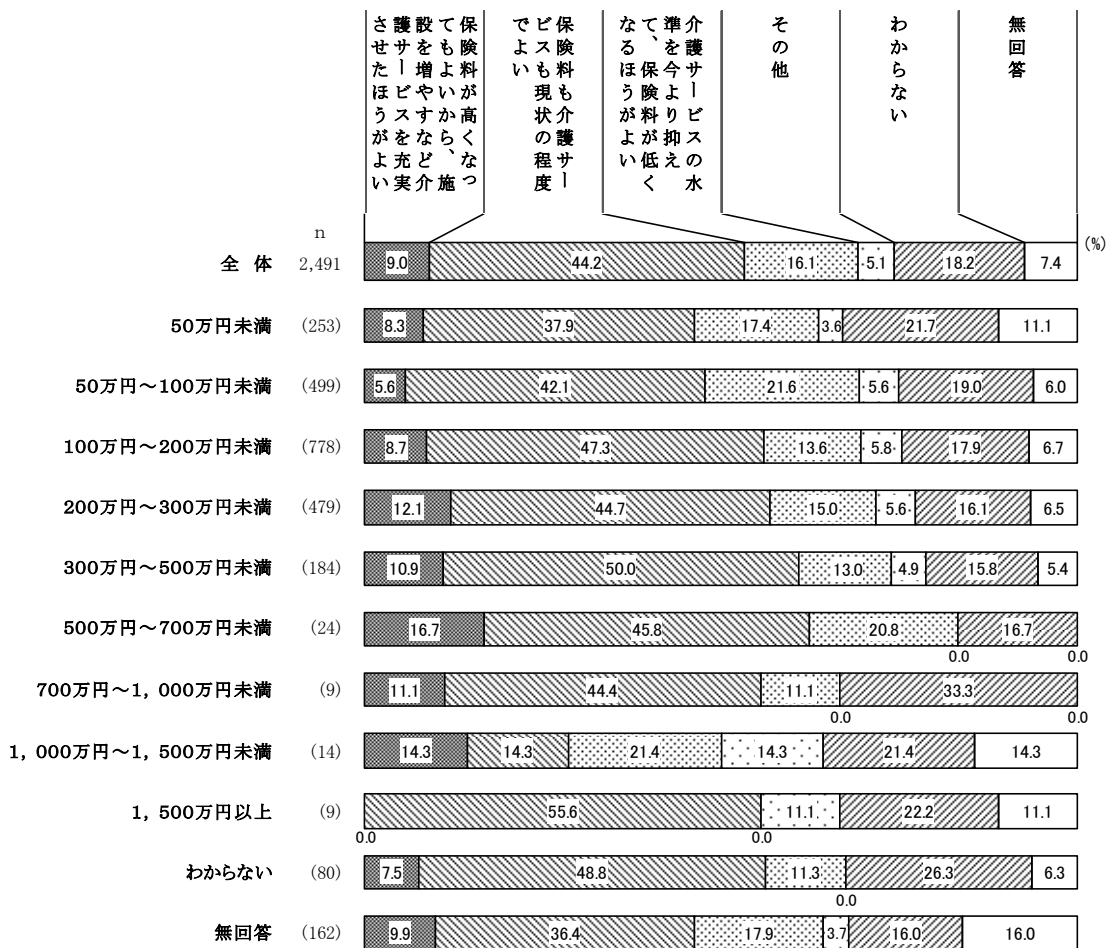 保険料が高くなっ
てもよいから、施
設を増やすなど介
護サービスを充実
させたほうがよい
保険料も介護サー
ビスも現状の程度
でよい
介護サービスの水
準を今より抑え
て、保険料が低く
なるほうがよい
その他
わからない
無回答
(%)
n
全 体 2,491 9.0 44.2 16.1 5.1 18.2 7.4
50万円未満 (253) 8.3 37.9 17.4 3.6 21.7 11.1
50万円～100万円未満 (499) 5.6 42.1 21.6 5.6 19.0 6.0
100万円～200万円未満 (778) 8.7 47.3 13.6 5.8 17.9 6.7
200万円～300万円未満 (479) 12.1 44.7 15.0 5.6 16.1 6.5
300万円～500万円未満 (184) 10.9 50.0 13.0 4.9 15.8 5.4
500万円～700万円未満 (24) 16.7 45.8 20.8 16.7
0.0 0.0
700万円～1,000万円未満 (9) 11.1 44.4 11.1 33.3
0.0 0.0
1,000万円～1,500万円未満 (14) 14.3 14.3 21.4 14.3 21.4 14.3
1,500万円以上 (9) 55.6 11.1 22.2 11.1
0.0 0.0
わからない (80) 7.5 48.8 11.3 26.3 6.3
0.0
無回答 (162) 9.9 36.4 17.9 3.7 16.0 16.0